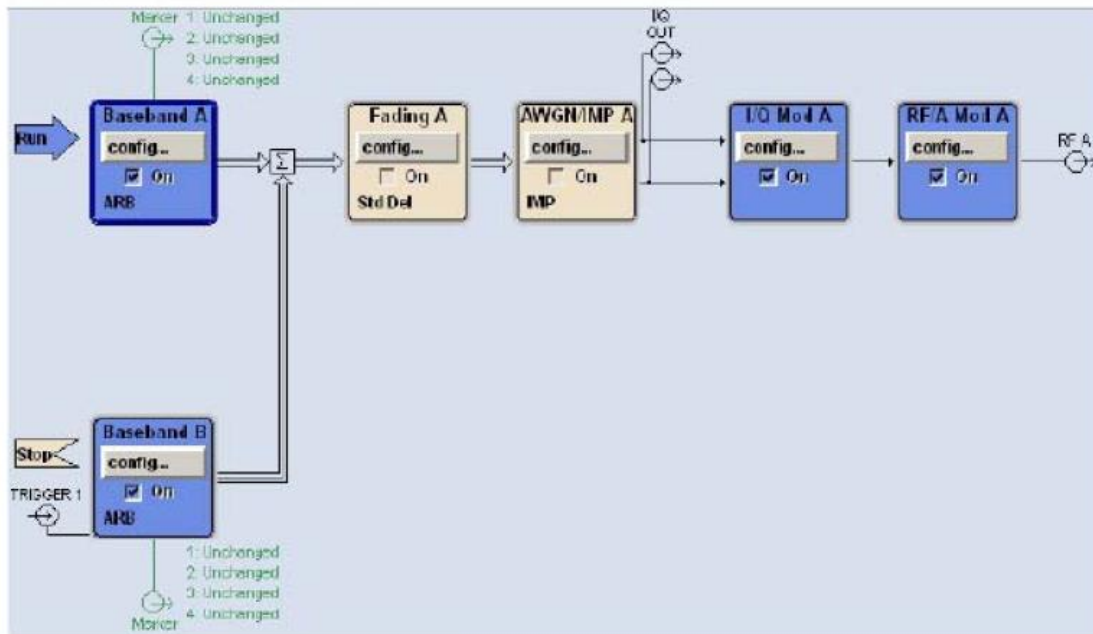 Marker 1: Unchanged
2: Unchanged
3: Unchanged
4: Unchanged
I/Q
OUT
Run
Baseband A
config...
On
ARB
Σ
Fading A
config...
On
Std Del
AWGN/IMP A
config...
On
IMP
I/Q Mod A
config...
On
RF/A Mod A
config...
On
RF A
Stop
TRIGGER 1
Baseband B
config...
On
ARB
1: Unchanged
2: Unchanged
3: Unchanged
4: Unchanged
Marker